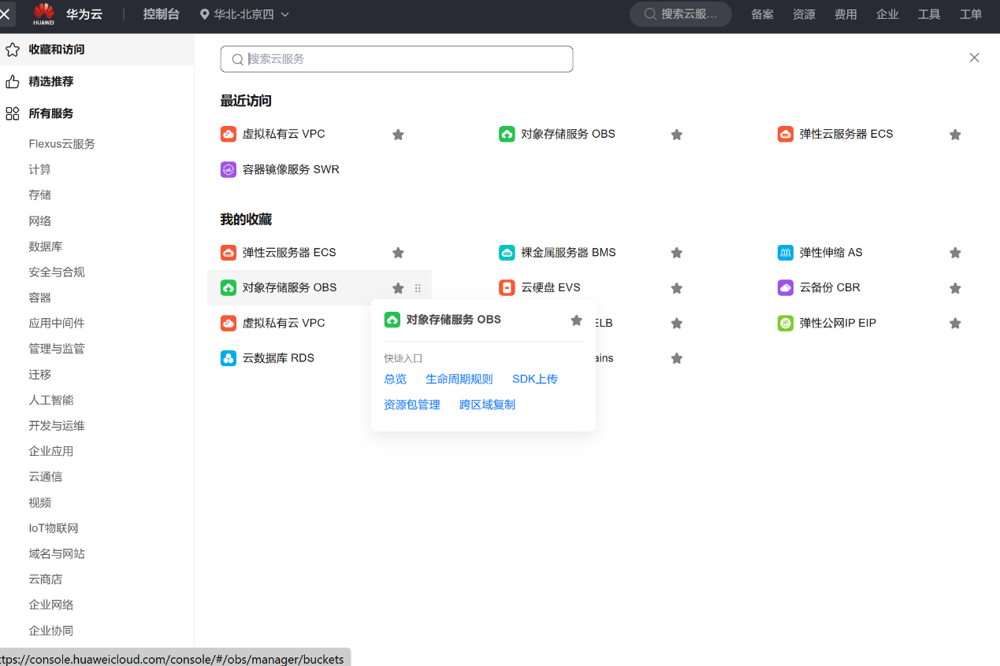 HUAWEI 华为云 控制台 华北-北京四 搜索云服... 备案 资源 费用 企业 工具 工单
收藏和访问
精选推荐
所有服务
Flexus云服务
计算
存储
网络
数据库
安全与合规
容器
应用中间件
管理与监管
迁移
人工智能
开发与运维
企业应用
云通信
视频
IoT物联网
域名与网站
云商店
企业网络
企业协同
搜索云服务
最近访问
虚拟私有云 VPC 对象存储服务 OBS 弹性云服务器 ECS
容器镜像服务 SWR
我的收藏
弹性云服务器 ECS 裸金属服务器 BMS 弹性伸缩 AS
对象存储服务 OBS 云硬盘 EVS 云备份 CBR
虚拟私有云 VPC ELB 弹性公网IP EIP
云数据库 RDS ains
对象存储服务 OBS
快捷入口
总览 生命周期规则 SDK上传
资源包管理 跨区域复制
ttps://console.huaweicloud.com/console/#/obs/manager/buckets